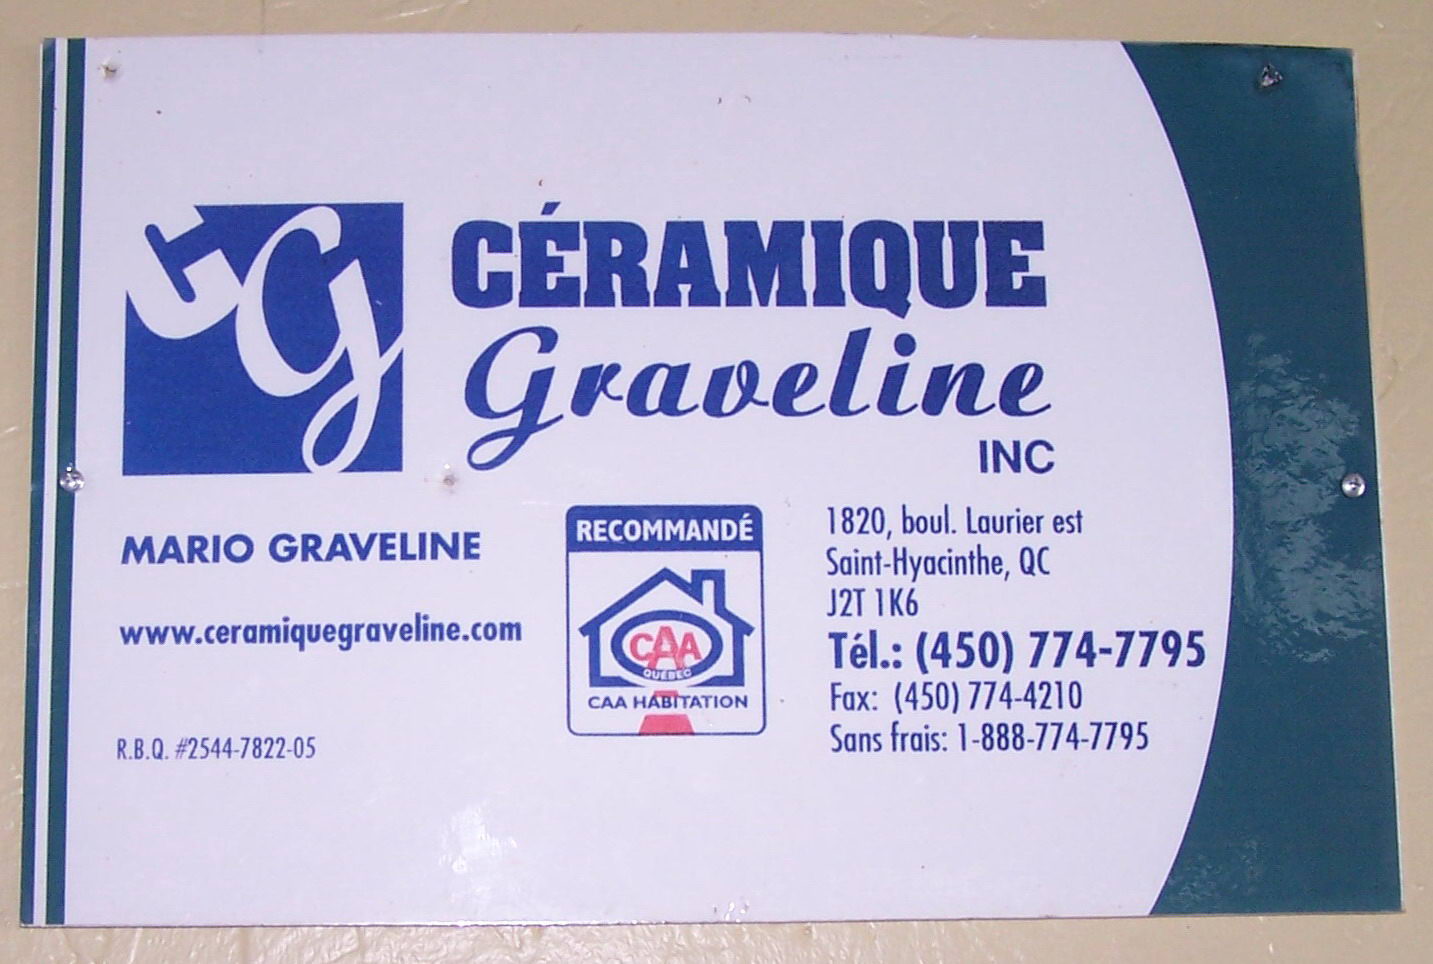 CG
CÉRAMIQUE
Graveline
INC
MARIO GRAVELINE
www.ceramiquegraveline.com
R.B.Q. #2544-7822-05
RECOMMANDÉ
CAA
QUÉBEC
CAA HABITATION
1820, boul. Laurier est
Saint-Hyacinthe, QC
J2T 1K6
Tél.: (450) 774-7795
Fax: (450) 774-4210
Sans frais: 1-888-774-7795